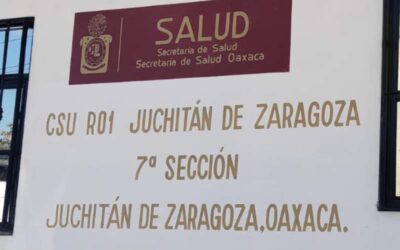 SALUD
Secretaría de Salud
Secretaría de Salud Oaxaca
CSU R01 JUCHITÁN DE ZARAGOZA
7ª SECCIÓN
JUCHITÁN DE ZARAGOZA, OAXACA.